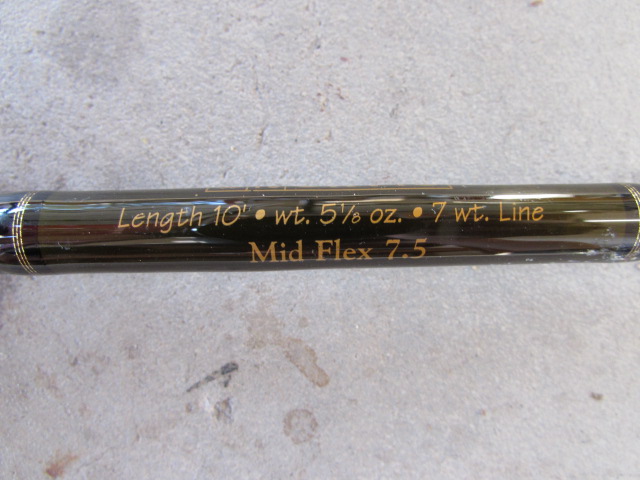 Length 10' • wt. 5⅛ oz. • 7 wt. Line
Mid Flex 7.5